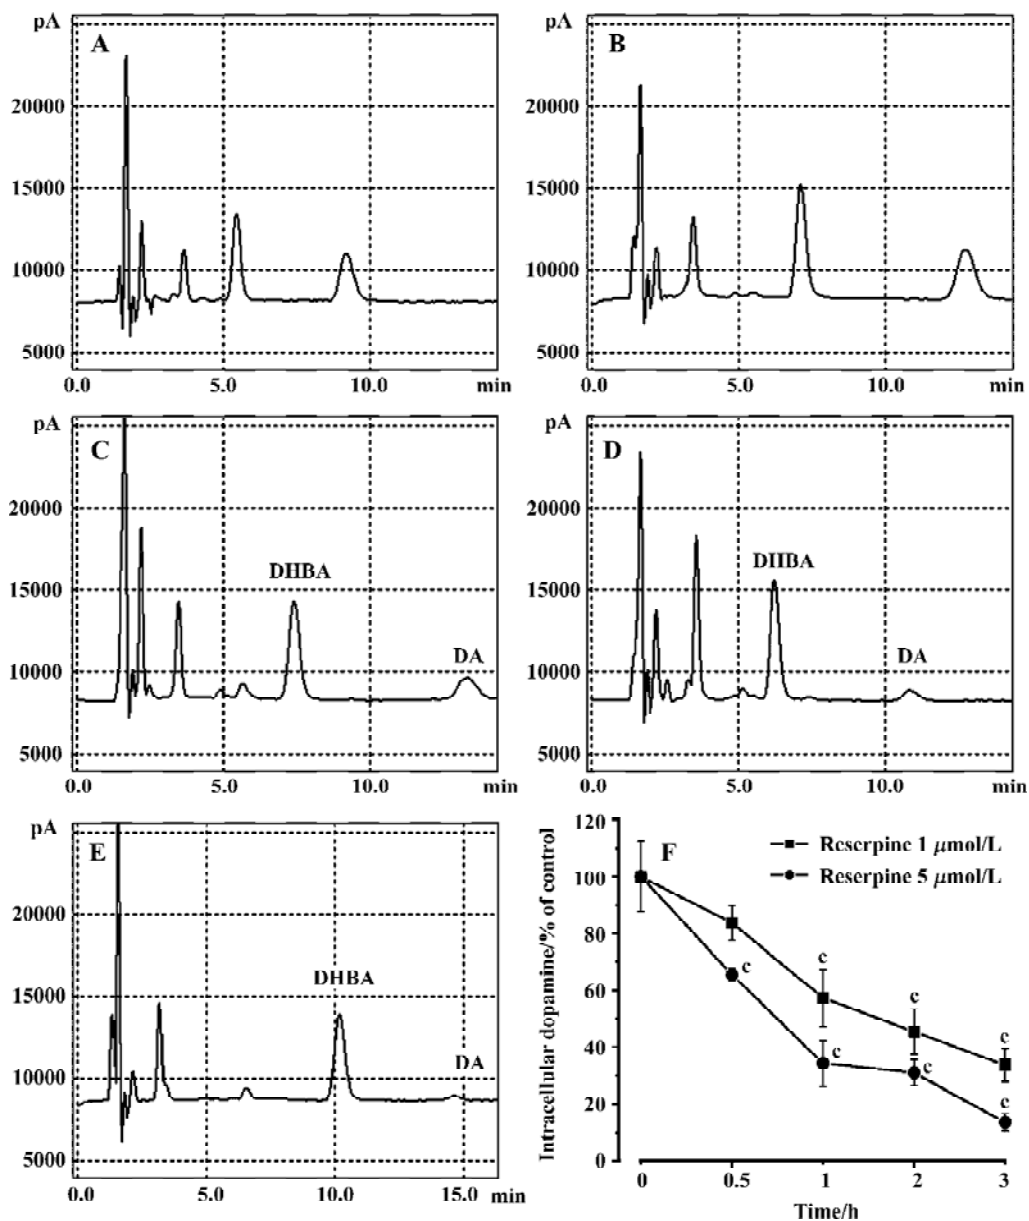 pA
A
20000
15000
10000
5000
0.0 5.0 10.0 min
pA
B
20000
15000
10000
5000
0.0 5.0 10.0 min
pA
C
20000
DHBA
15000
DA
10000
5000
0.0 5.0 10.0 min
pA
D
20000
DHBA
15000
DA
10000
5000
0.0 5.0 10.0 min
pA
E
20000
DHBA
15000
DA
10000
5000
0.0 5.0 10.0 15.0 min
F
Reserpine 1 μmol/L
Reserpine 5 μmol/L
Intracellular dopamine/% of control
120
100
80
60
40
20
0
c
c
c
c
c
c
c
0 0.5 1 2 3
Time/h